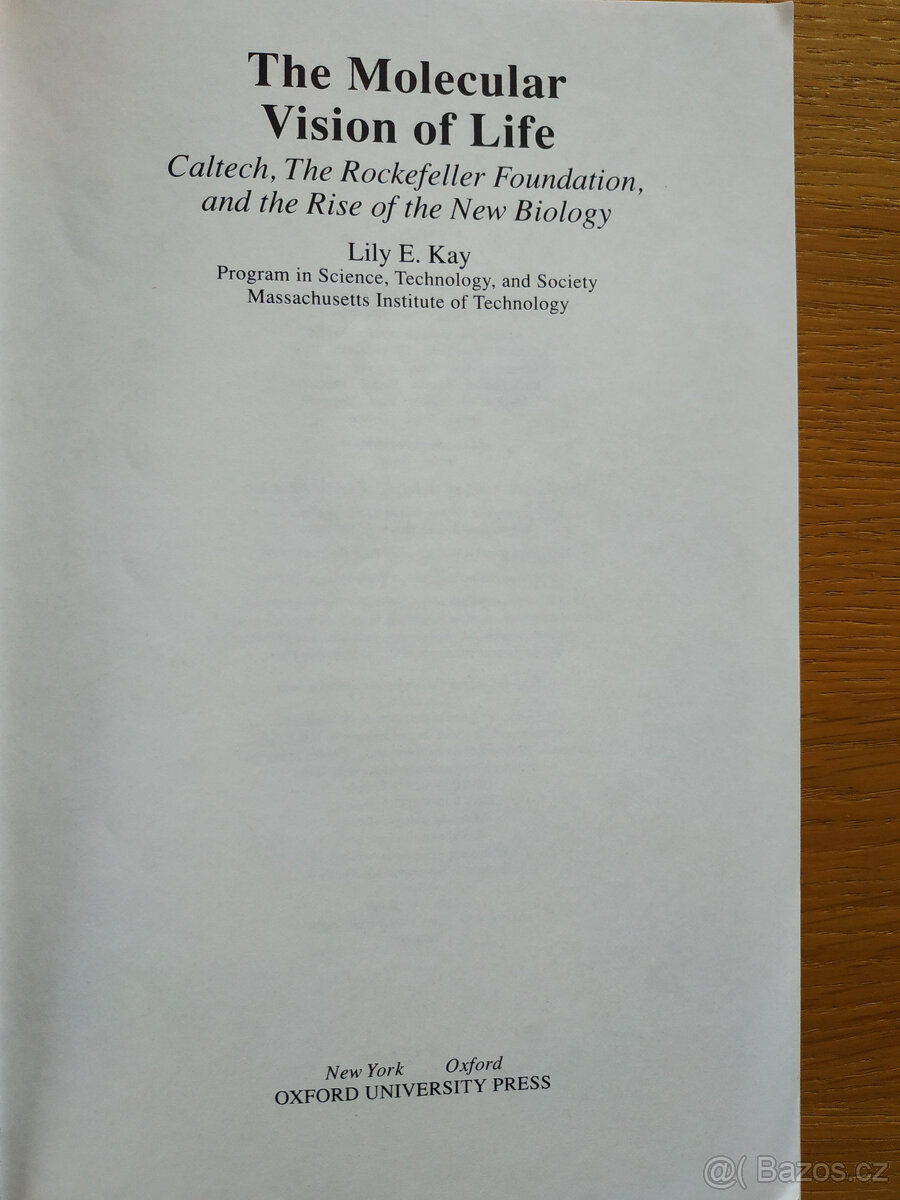 The Molecular
Vision of Life
Caltech, The Rockefeller Foundation,
and the Rise of the New Biology
Lily E. Kay
Program in Science, Technology, and Society
Massachusetts Institute of Technology
New York Oxford
OXFORD UNIVERSITY PRESS
@( Bazos.cz